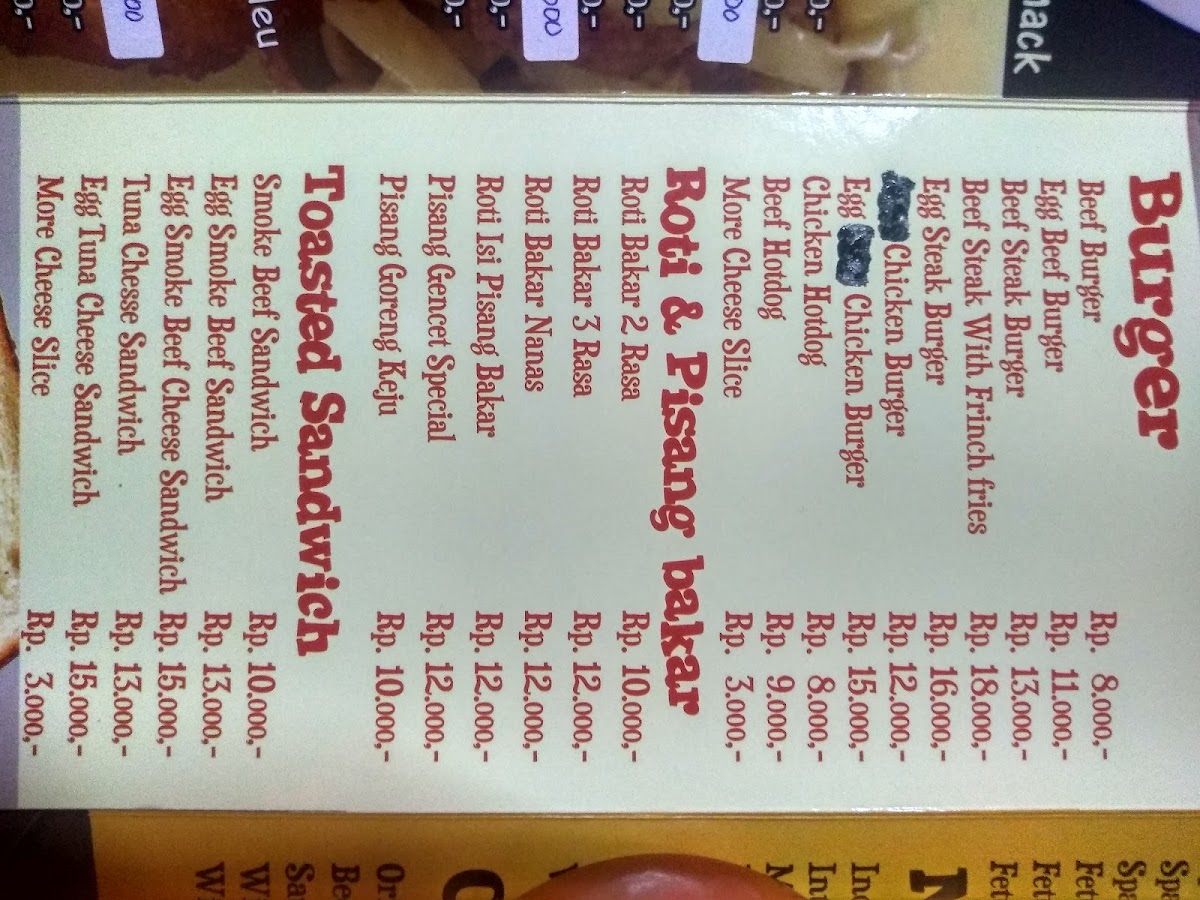 Burger
Beef Burger Rp. 8.000,-
Egg Beef Burger Rp. 11.000,-
Beef Steak Burger Rp. 13.000,-
Beef Steak With Frinch fries Rp. 18.000,-
Egg Steak Burger Rp. 16.000,-
Chicken Burger Rp. 12.000,-
Egg Chicken Burger Rp. 15.000,-
Chicken Hotdog Rp. 8.000,-
Beef Hotdog Rp. 9.000,-
More Cheese Slice Rp. 3.000,-
Roti & Pisang bakar
Roti Bakar 2 Rasa Rp. 10.000,-
Roti Bakar 3 Rasa Rp. 12.000,-
Roti Bakar Nanas Rp. 12.000,-
Roti Isi Pisang Bakar Rp. 12.000,-
Pisang Gencet Special Rp. 12.000,-
Pisang Goreng Keju Rp. 10.000,-
Toasted Sandwich
Smoke Beef Sandwich Rp. 10.000,-
Egg Smoke Beef Sandwich Rp. 13.000,-
Egg Smoke Beef Cheese Sandwich Rp. 15.000,-
Tuna Chesse Sandwich Rp. 13.000,-
Egg Tuna Cheese Sandwich Rp. 15.000,-
More Cheese Slice Rp. 3.000,-